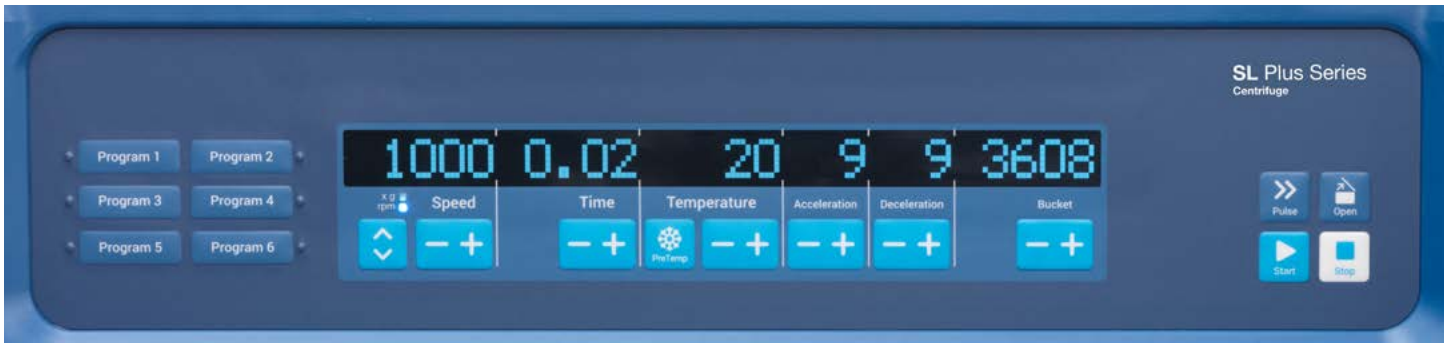 SL Plus Series
Centrifuge
1000 0.02 20 9 9 3608
Program 1 Program 2
x g
rpm
Speed Time Temperature Acceleration Deceleration Bucket
Program 3 Program 4
Pulse Open
PreTemp
Program 5 Program 6
Start Stop